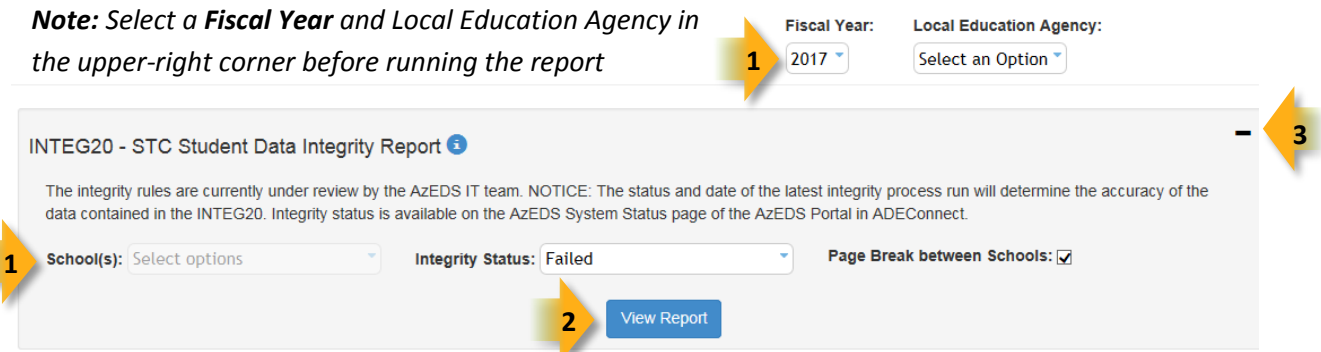 Note: Select a Fiscal Year and Local Education Agency in
the upper-right corner before running the report
Fiscal Year: Local Education Agency:
1 2017 Select an Option
3
INTEG20 - STC Student Data Integrity Report i
The integrity rules are currently under review by the AzEDS IT team. NOTICE: The status and date of the latest integrity process run will determine the accuracy of the
data contained in the INTEG20. Integrity status is available on the AzEDS System Status page of the AzEDS Portal in ADEConnect.
1 School(s): Select options Integrity Status: Failed Page Break between Schools:
2 View Report